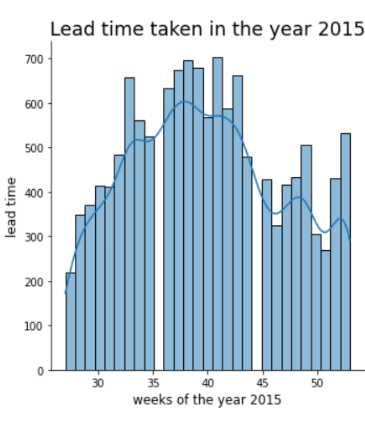 Lead time taken in the year 2015
700
600
500
400
300
200
100
0
lead time
30 35 40 45 50
weeks of the year 2015